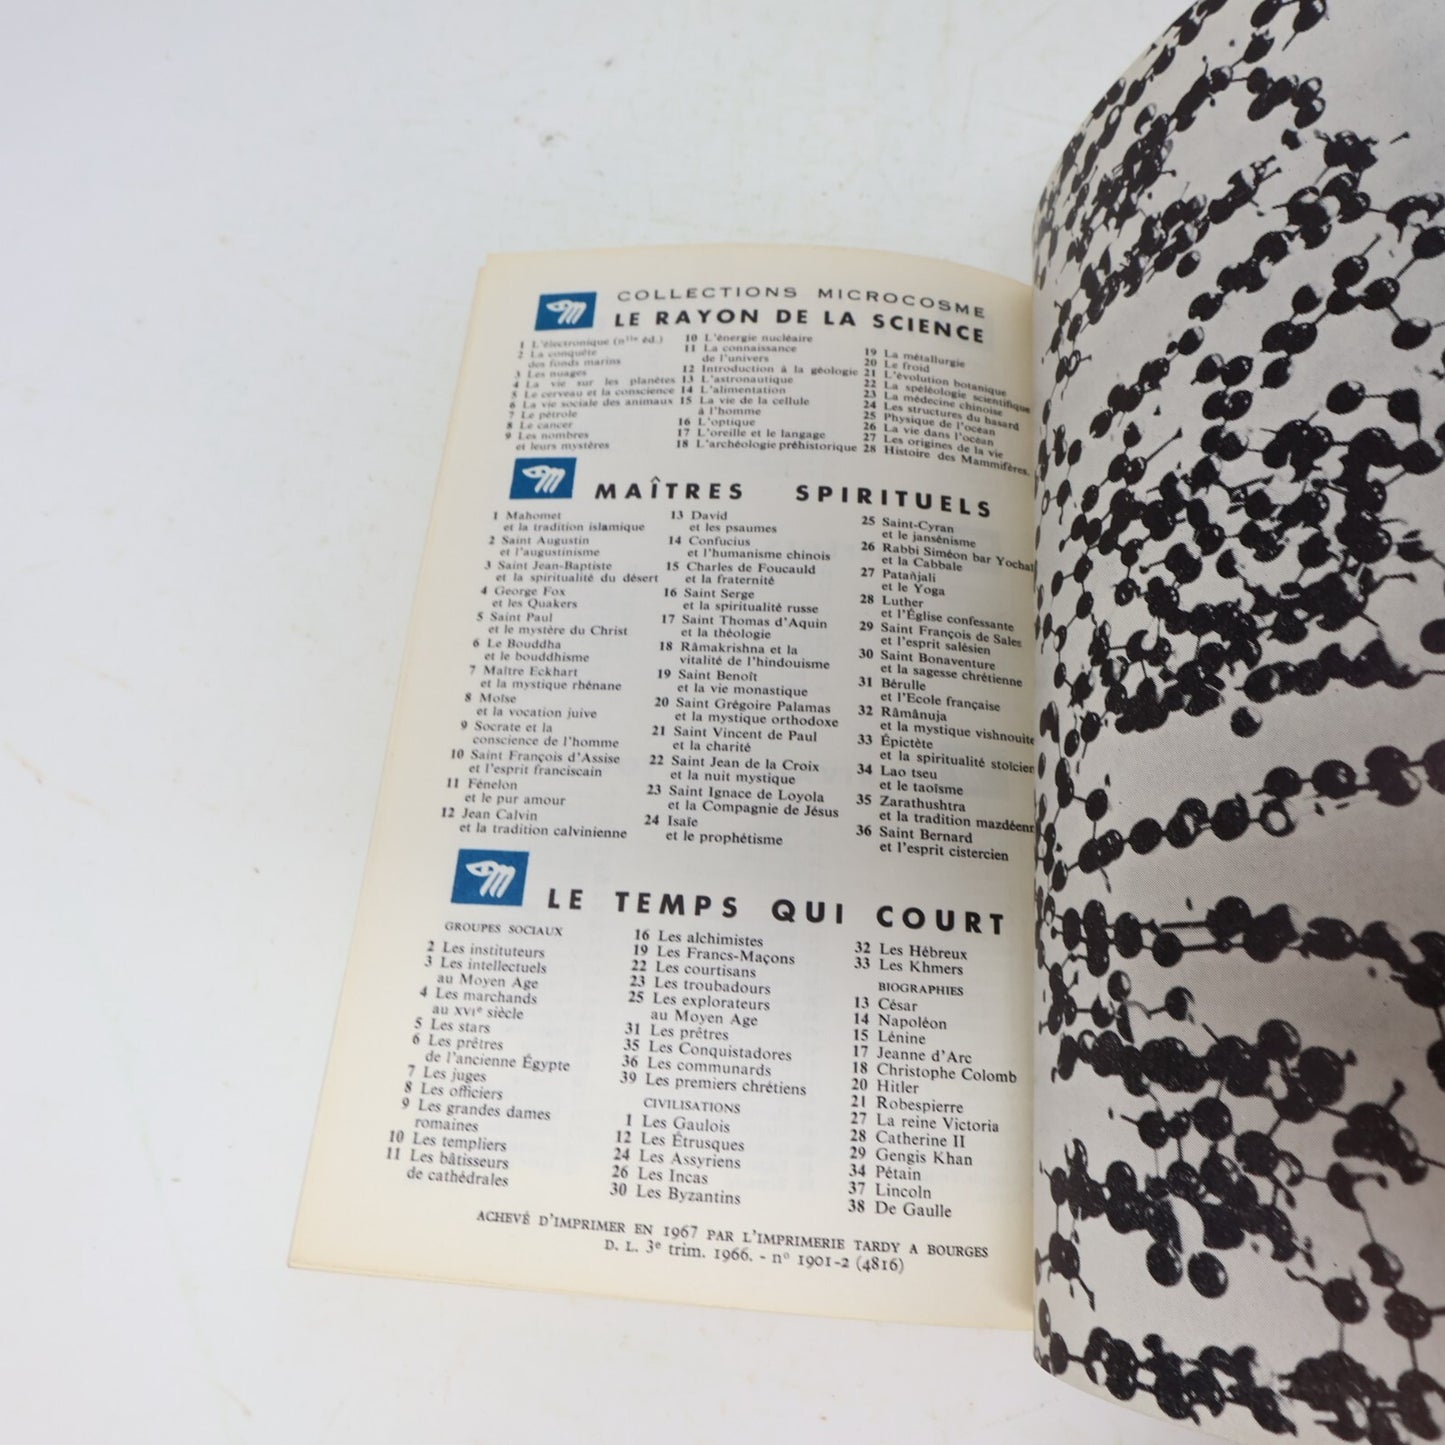 COLLECTIONS MICROCOSME
LE RAYON DE LA SCIENCE
1 L'électronique (nlle éd.)
2 La conquête
des fonds marins
3 Les nuages
4 La vie sur les planètes
5 Le cerveau et la conscience
6 La vie sociale des animaux
7 Le pétrole
8 Le cancer
9 Les nombres
et leurs mystères
10 L'énergie nucléaire
11 La connaissance
de l'univers
12 Introduction à la géologie
13 L'astronautique
14 L'alimentation
15 La vie de la cellule
à l'homme
16 L'optique
17 L'oreille et le langage
18 L'archéologie préhistorique
19 La métallurgie
20 Le froid
21 L'évolution botanique
22 La spéléologie scientifique
23 La médecine chinoise
24 Les structures du hasard
25 Physique de l'océan
26 La vie dans l'océan
27 Les origines de la vie
28 Histoire des Mammifères.
MAÎTRES SPIRITUELS
1 Mahomet
et la tradition islamique
2 Saint Augustin
et l'augustinisme
3 Saint Jean-Baptiste
et la spiritualité du désert
4 George Fox
et les Quakers
5 Saint Paul
et le mystère du Christ
6 Le Bouddha
et le bouddhisme
7 Maître Eckhart
et la mystique rhénane
8 Moïse
et la vocation juive
9 Socrate et la
conscience de l'homme
10 Saint François d'Assise
et l'esprit franciscain
11 Fénelon
et le pur amour
12 Jean Calvin
et la tradition calvinienne
13 David
et les psaumes
14 Confucius
et l'humanisme chinois
15 Charles de Foucauld
et la fraternité
16 Saint Serge
et la spiritualité russe
17 Saint Thomas d'Aquin
et la théologie
18 Râmakrishna et la
vitalité de l'hindouisme
19 Saint Benoît
et la vie monastique
20 Saint Grégoire Palamas
et la mystique orthodoxe
21 Saint Vincent de Paul
et la charité
22 Saint Jean de la Croix
et la nuit mystique
23 Saint Ignace de Loyola
et la Compagnie de Jésus
24 Isaïe
et le prophétisme
25 Saint-Cyran
et le jansénisme
26 Rabbi Siméon bar Yochaï
et la Cabbale
27 Patañjali
et le Yoga
28 Luther
et l'Église confessante
29 Saint François de Sales
et l'esprit salésien
30 Saint Bonaventure
et la sagesse chrétienne
31 Bérulle
et l'Ecole française
32 Râmânuja
et la mystique vishnouite
33 Épictète
et la spiritualité stoïcien
34 Lao tseu
et le taoïsme
35 Zarathushtra
et la tradition mazdéenn
36 Saint Bernard
et l'esprit cistercien
LE TEMPS QUI COURT
GROUPES SOCIAUX
2 Les instituteurs
3 Les intellectuels
au Moyen Age
4 Les marchands
au XVIe siècle
5 Les stars
6 Les prêtres
de l'ancienne Égypte
7 Les juges
8 Les officiers
9 Les grandes dames
romaines
10 Les templiers
11 Les bâtisseurs
de cathédrales
16 Les alchimistes
19 Les Francs-Maçons
22 Les courtisans
23 Les troubadours
25 Les explorateurs
au Moyen Age
31 Les prêtres
35 Les Conquistadores
36 Les communards
39 Les premiers chrétiens
CIVILISATIONS
1 Les Gaulois
12 Les Étrusques
24 Les Assyriens
26 Les Incas
30 Les Byzantins
32 Les Hébreux
33 Les Khmers
BIOGRAPHIES
13 César
14 Napoléon
15 Lénine
17 Jeanne d'Arc
18 Christophe Colomb
20 Hitler
21 Robespierre
27 La reine Victoria
28 Catherine II
29 Gengis Khan
34 Pétain
37 Lincoln
38 De Gaulle
ACHEVÉ D'IMPRIMER EN 1967 PAR L'IMPRIMERIE TARDY A BOURGES
D. L. 3e trim. 1966. - no 1901-2 (4816)